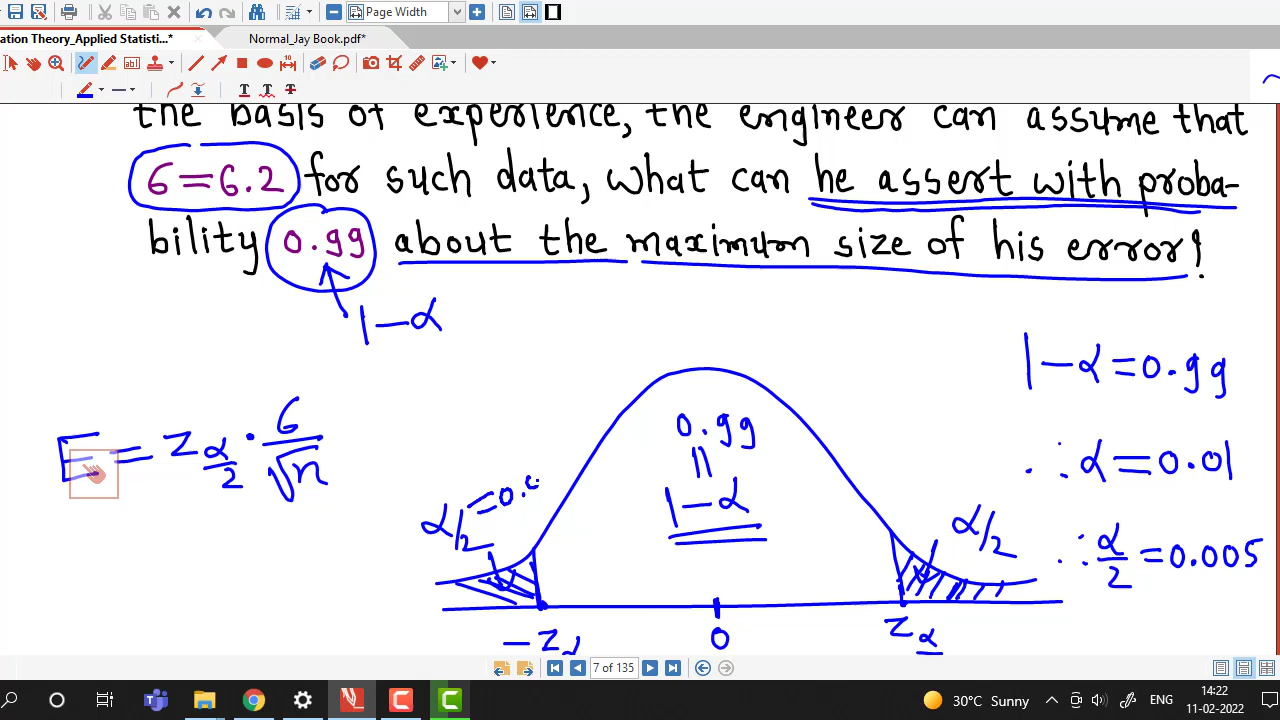 Page Width
ation Theory_Applied Statisti...*
Normal_Jay Book.pdf*
the basis of experience, the engineer can assume that
σ=6.2 for such data, what can he assert with proba-
bility 0.99 about the maximum size of his error?
1-α
1-α=0.99
0.99
E = Z α/2 · σ/√n
∴ α=0.01
1-α
α/2 =0.
α/2
∴ α/2 =0.005
-Z
0
Z α
7 of 135
30°C Sunny
ENG
14:22
11-02-2022